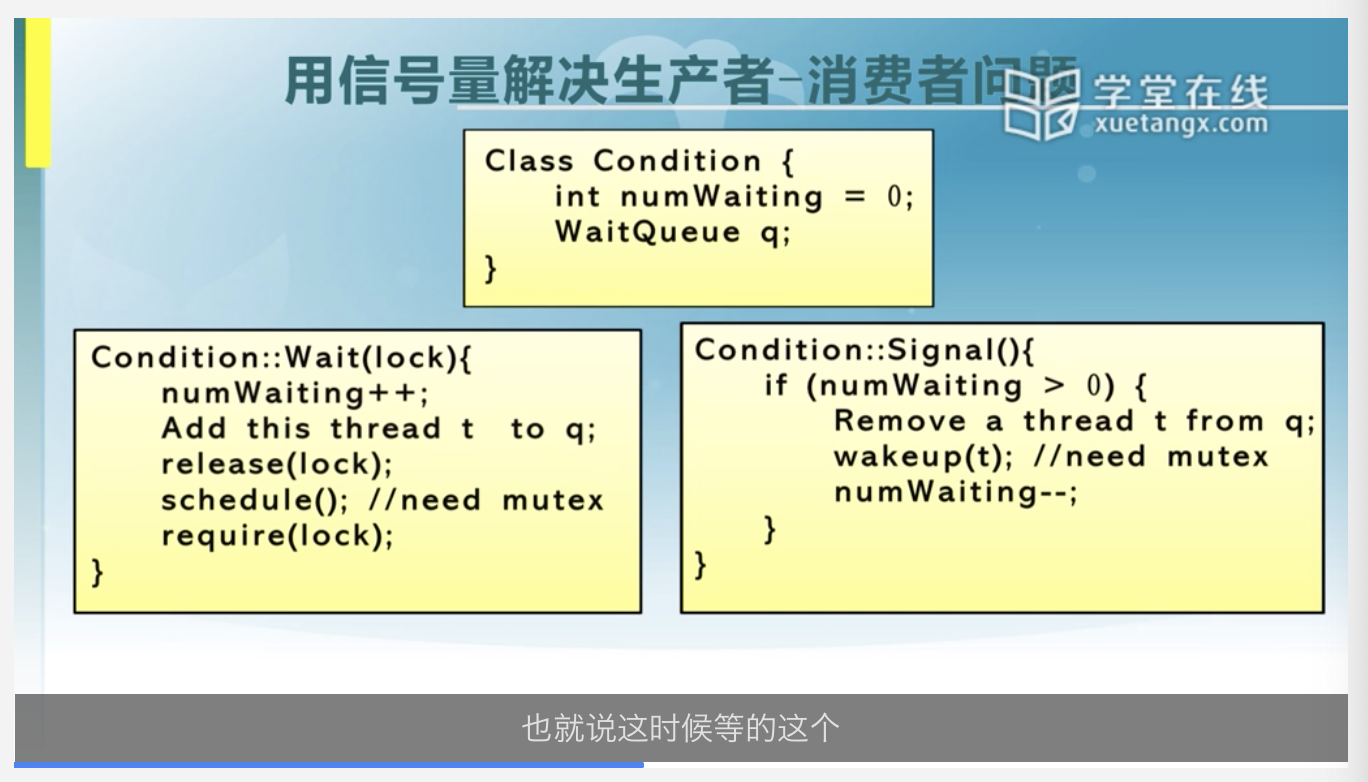 用信号量解决生产者-消费者问题
学堂在线
xuetangx.com
Class Condition {
int numWaiting = 0;
WaitQueue q;
}
Condition::Wait(lock){
numWaiting++;
Add this thread t to q;
release(lock);
schedule(); //need mutex
require(lock);
}
Condition::Signal(){
if (numWaiting > 0) {
Remove a thread t from q;
wakeup(t); //need mutex
numWaiting--;
}
}
也就说这时候等的这个